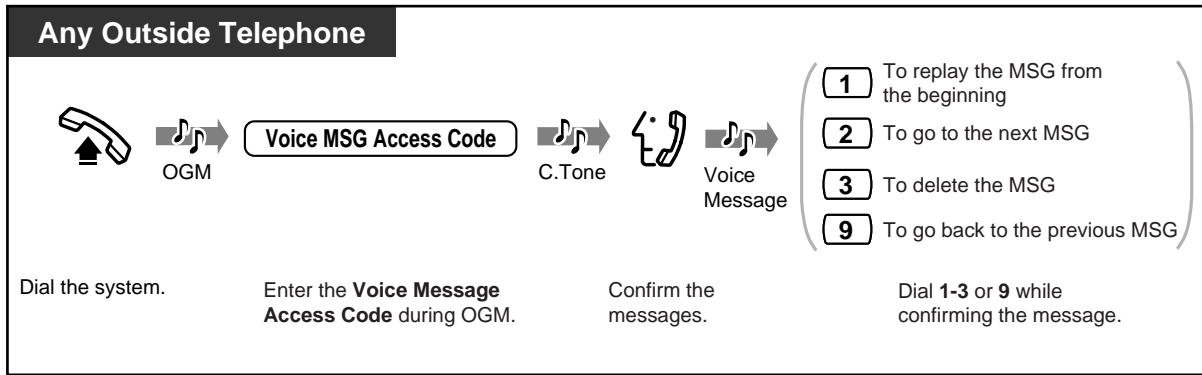 Any Outside Telephone
OGM
Voice MSG Access Code
C.Tone
Voice
Message
1 To replay the MSG from
the beginning
2 To go to the next MSG
3 To delete the MSG
9 To go back to the previous MSG
Dial the system.
Enter the Voice Message
Access Code during OGM.
Confirm the
messages.
Dial 1-3 or 9 while
confirming the message.